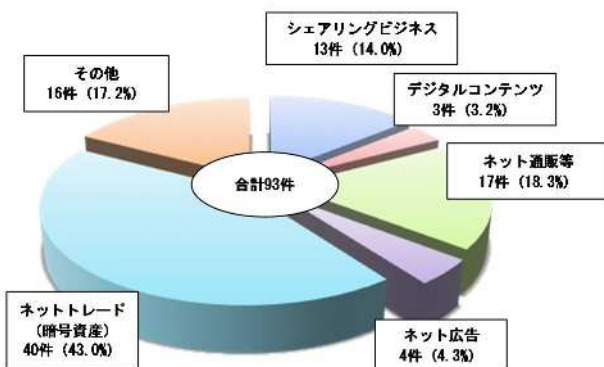 シェアリングビジネス
13件 (14.0%)
デジタルコンテンツ
3件 (3.2%)
ネット通販等
17件 (18.3%)
ネット広告
4件 (4.3%)
ネットトレード
(暗号資産)
40件 (43.0%)
その他
16件 (17.2%)
合計93件